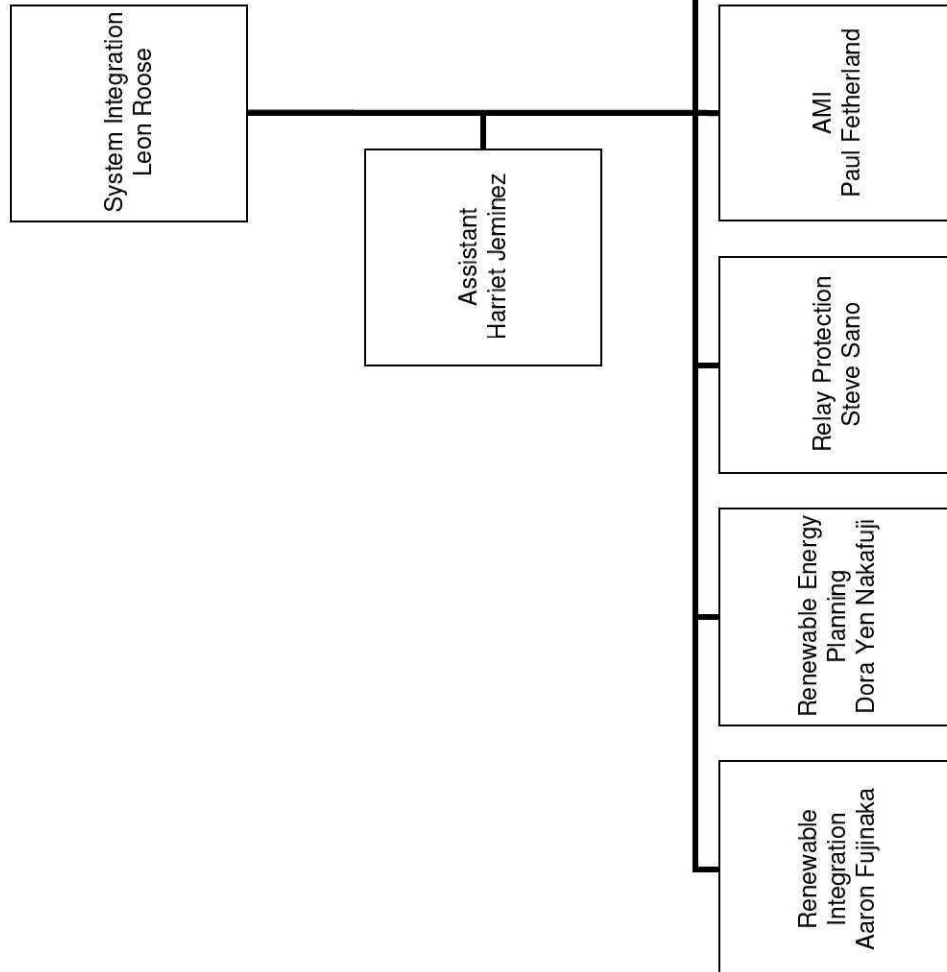 System Integration
Leon Roose
Assistant
Harriet Jeminez
Renewable
Integration
Aaron Fujinaka
Renewable Energy
Planning
Dora Yen Nakafuji
Relay Protection
Steve Sano
AMI
Paul Fetherland